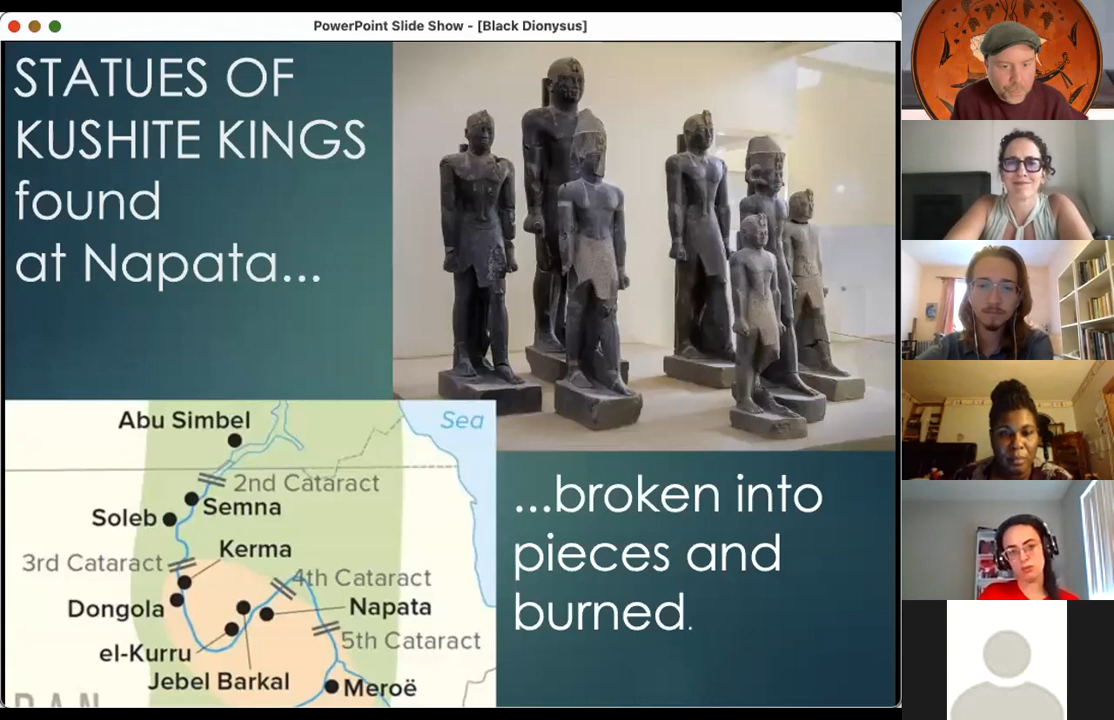 PowerPoint Slide Show - [Black Dionysus]
STATUES OF
KUSHITE KINGS
found
at Napata...
Abu Simbel
Sea
2nd Cataract
Semna
Soleb
Kerma
3rd Cataract
4th Cataract
Dongola
Napata
el-Kurru
5th Cataract
Jebel Barkal
Meroë
...broken into
pieces and
burned.